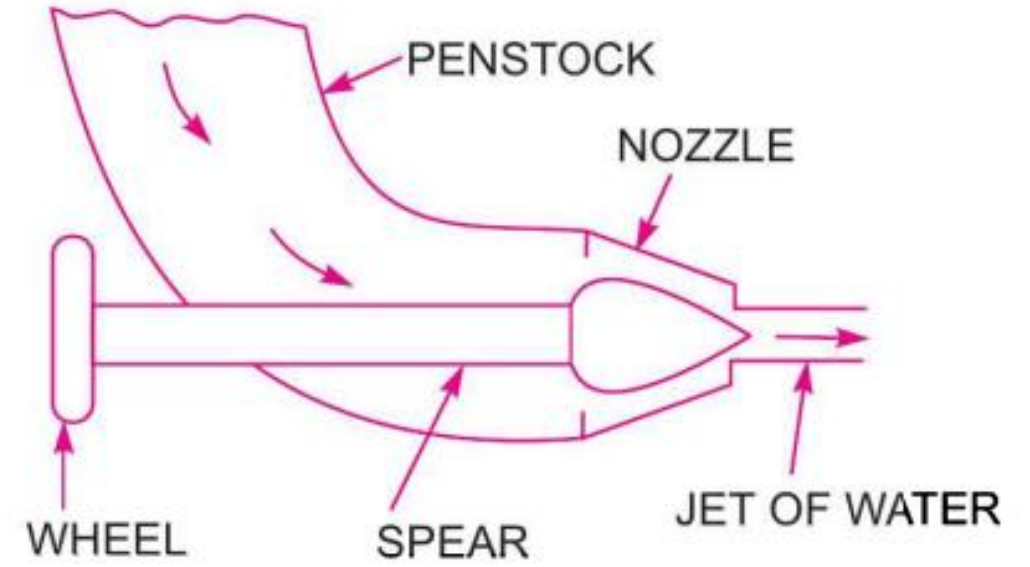 PENSTOCK
NOZZLE
JET OF WATER
WHEEL
SPEAR